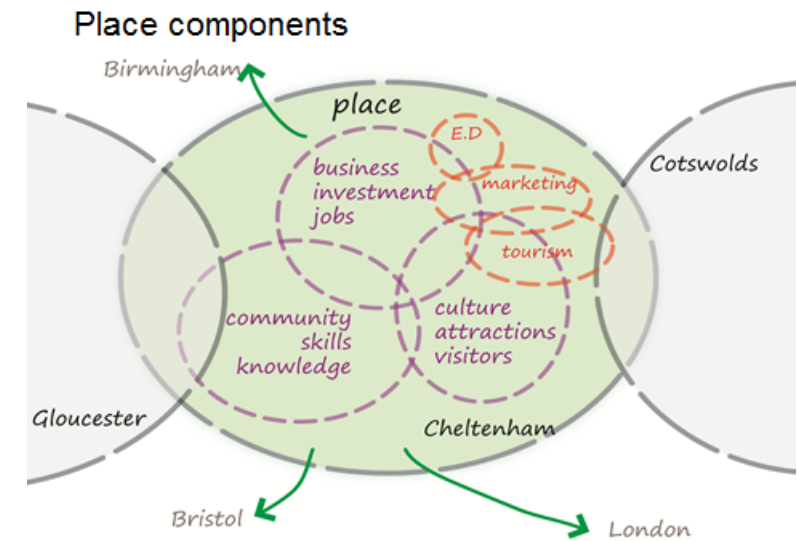 Place components
Birmingham
place
E.D
business
investment
jobs
marketing
Cotswolds
tourism
community
skills
knowledge
culture
attractions
visitors
Gloucester
Cheltenham
Bristol
London